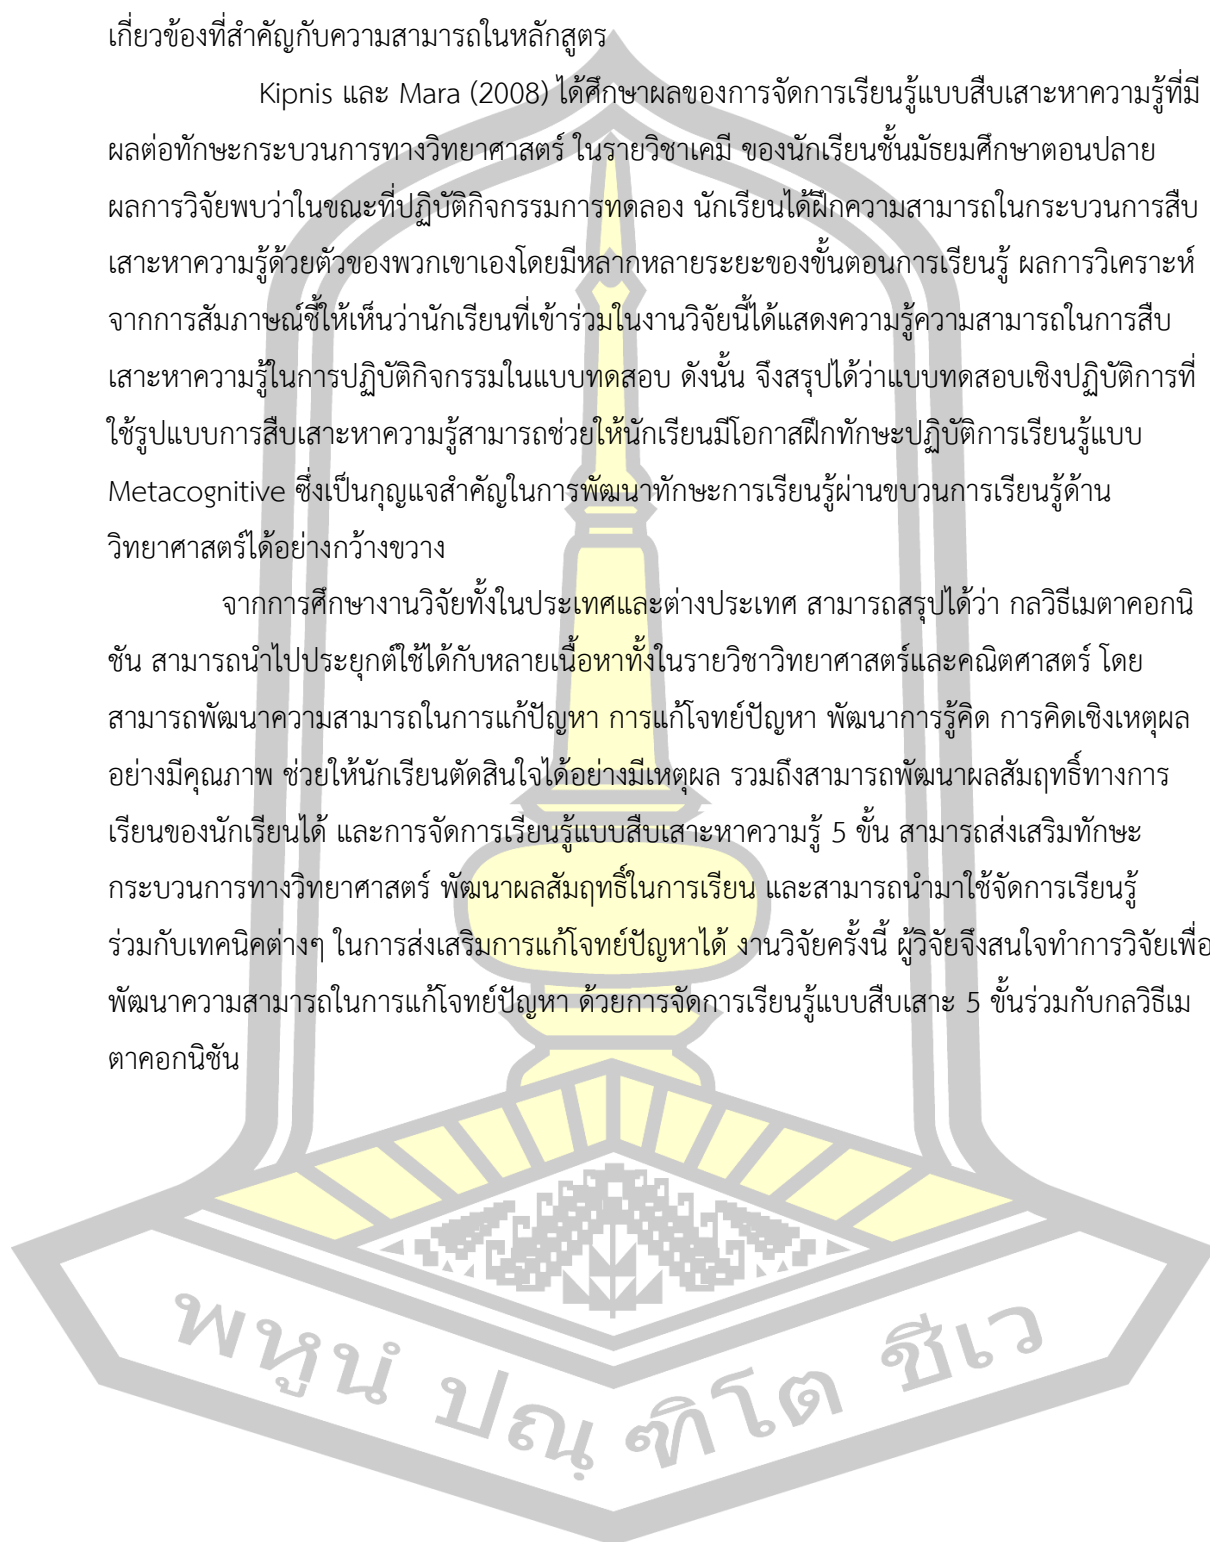 เกี่ยวข้องที่สำคัญกับความสามารถในหลักสูตร
Kipnis และ Mara (2008) ได้ศึกษาผลของการจัดการเรียนรู้แบบสืบเสาะหาความรู้ที่มี
ผลต่อทักษะกระบวนการทางวิทยาศาสตร์ ในรายวิชาเคมี ของนักเรียนชั้นมัธยมศึกษาตอนปลาย
ผลการวิจัยพบว่าในขณะที่ปฏิบัติกิจกรรมการทดลอง นักเรียนได้ฝึกความสามารถในกระบวนการสืบ
เสาะหาความรู้ด้วยตัวของพวกเขาเองโดยมีหลากหลายระยะของขั้นตอนการเรียนรู้ ผลการวิเคราะห์
จากการสัมภาษณ์ชี้ให้เห็นว่านักเรียนที่เข้าร่วมในงานวิจัยนี้ได้แสดงความรู้ความสามารถในการสืบ
เสาะหาความรู้ในการปฏิบัติกิจกรรมในแบบทดสอบ ดังนั้น จึงสรุปได้ว่าแบบทดสอบเชิงปฏิบัติการที่
ใช้รูปแบบการสืบเสาะหาความรู้สามารถช่วยให้นักเรียนมีโอกาสฝึกทักษะปฏิบัติการเรียนรู้แบบ
Metacognitive ซึ่งเป็นกุญแจสำคัญในการพัฒนาทักษะการเรียนรู้ผ่านขบวนการเรียนรู้ด้าน
วิทยาศาสตร์ได้อย่างกว้างขวาง
จากการศึกษางานวิจัยทั้งในประเทศและต่างประเทศ สามารถสรุปได้ว่า กลวิธีเมตาคอกนิ
ชัน สามารถนำไปประยุกต์ใช้ได้กับหลายเนื้อหาทั้งในรายวิชาวิทยาศาสตร์และคณิตศาสตร์ โดย
สามารถพัฒนาความสามารถในการแก้ปัญหา การแก้โจทย์ปัญหา พัฒนาการรู้คิด การคิดเชิงเหตุผล
อย่างมีคุณภาพ ช่วยให้นักเรียนตัดสินใจได้อย่างมีเหตุผล รวมถึงสามารถพัฒนาผลสัมฤทธิ์ทางการ
เรียนของนักเรียนได้ และการจัดการเรียนรู้แบบสืบเสาะหาความรู้ 5 ขั้น สามารถส่งเสริมทักษะ
กระบวนการทางวิทยาศาสตร์ พัฒนาผลสัมฤทธิ์ในการเรียน และสามารถนำมาใช้จัดการเรียนรู้
ร่วมกับเทคนิคต่างๆ ในการส่งเสริมการแก้โจทย์ปัญหาได้ งานวิจัยครั้งนี้ ผู้วิจัยจึงสนใจทำการวิจัยเพื่อ
พัฒนาความสามารถในการแก้โจทย์ปัญหา ด้วยการจัดการเรียนรู้แบบสืบเสาะ 5 ขั้นร่วมกับกลวิธีเม
ตาคอกนิชัน
พหูนํ ปณฺฑิโต ชีเว